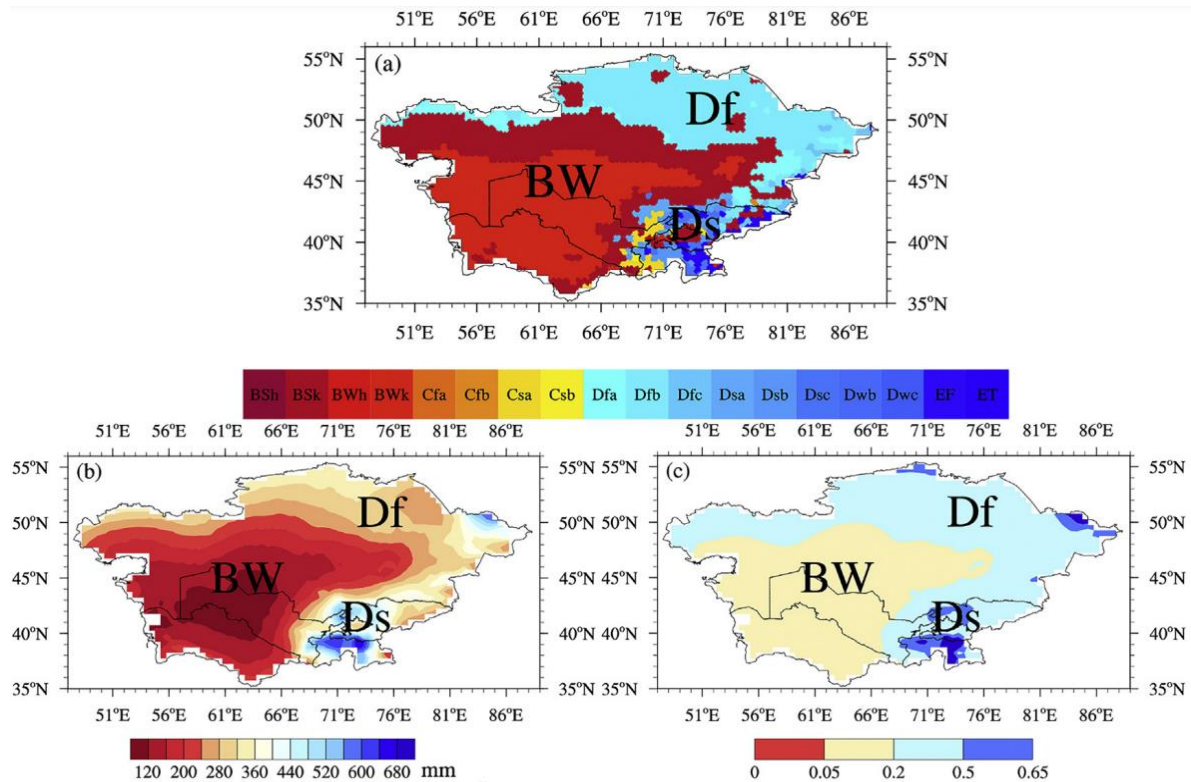 51°E 56°E 61°E 66°E 71°E 76°E 81°E 86°E
55°N 55°N
(a)
Df
50°N 50°N
BW
45°N 45°N
Ds
40°N 40°N
35°N 35°N
51°E 56°E 61°E 66°E 71°E 76°E 81°E 86°E
BSh BSk BWh BWk Cfa Cfb Csa Csb Dfa Dfb Dfc Dsa Dsb Dsc Dwb Dwc EF ET
51°E 56°E 61°E 66°E 71°E 76°E 81°E 86°E
51°E 56°E 61°E 66°E 71°E 76°E 81°E 86°E
55°N 55°N 55°N
(b) (c)
Df Df
50°N 50°N 50°N
BW BW
45°N 45°N 45°N
Ds Ds
40°N 40°N 40°N
35°N 35°N 35°N 35°N
51°E 56°E 61°E 66°E 71°E 76°E 81°E 86°E
51°E 56°E 61°E 66°E 71°E 76°E 81°E 86°E
120 200 280 360 440 520 600 680 mm
0 0.05 0.2 0.5 0.65